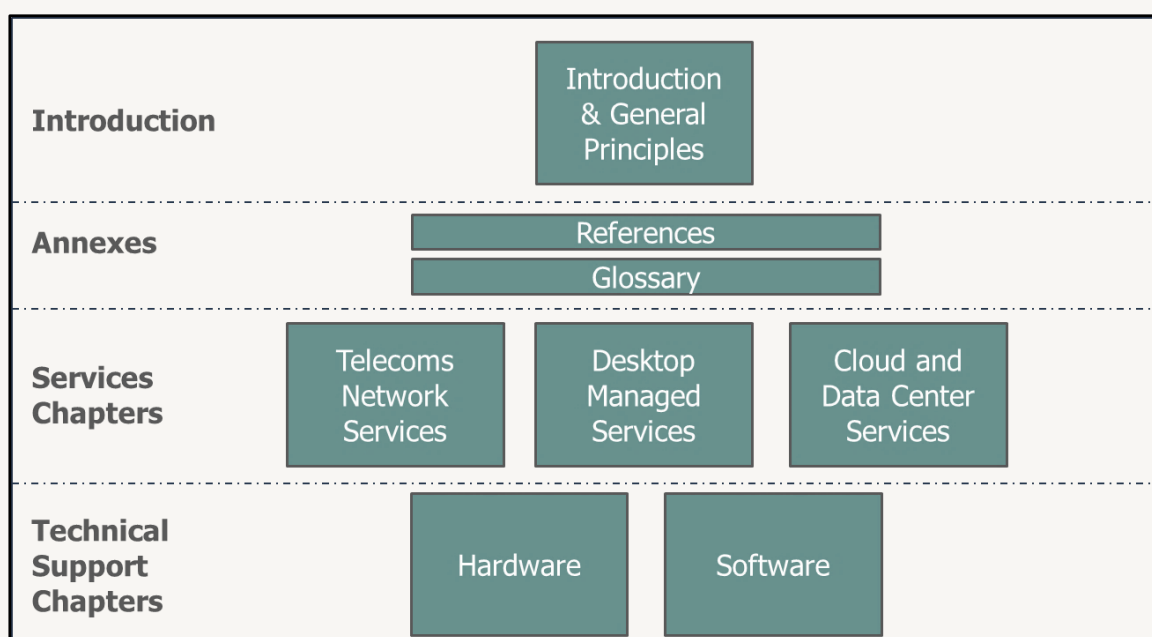 Introduction
Introduction
& General
Principles
Annexes
References
Glossary
Services
Chapters
Telecoms
Network
Services
Desktop
Managed
Services
Cloud and
Data Center
Services
Technical
Support
Chapters
Hardware
Software